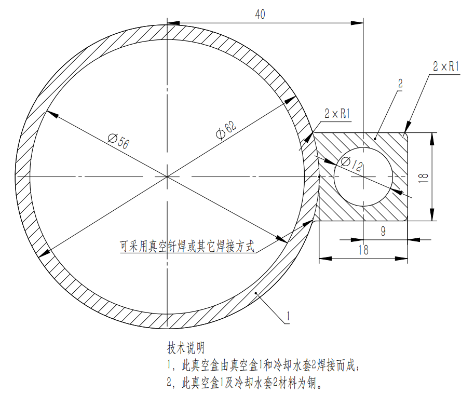 40
2×R1
2
2×R1
Ø56
Ø62
Ø12
18
9
18
可采用真空钎焊或其它焊接方式
1
技术说明
1，此真空盒由真空盒1和冷却水套2焊接而成；
2，此真空盒1及冷却水套2材料为铜。